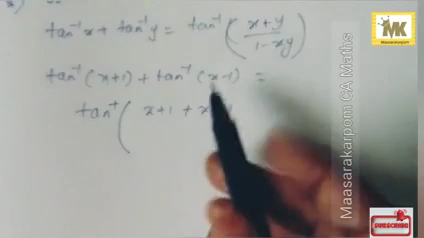 tan⁻¹x + tan⁻¹y = tan⁻¹(x+y / 1-xy)
tan⁻¹(x+1) + tan⁻¹(x-1) =
tan⁻¹( x+1 + x
MK
Maasarakarpom
Maasarakarpom CA Maths
SUBSCRIBE